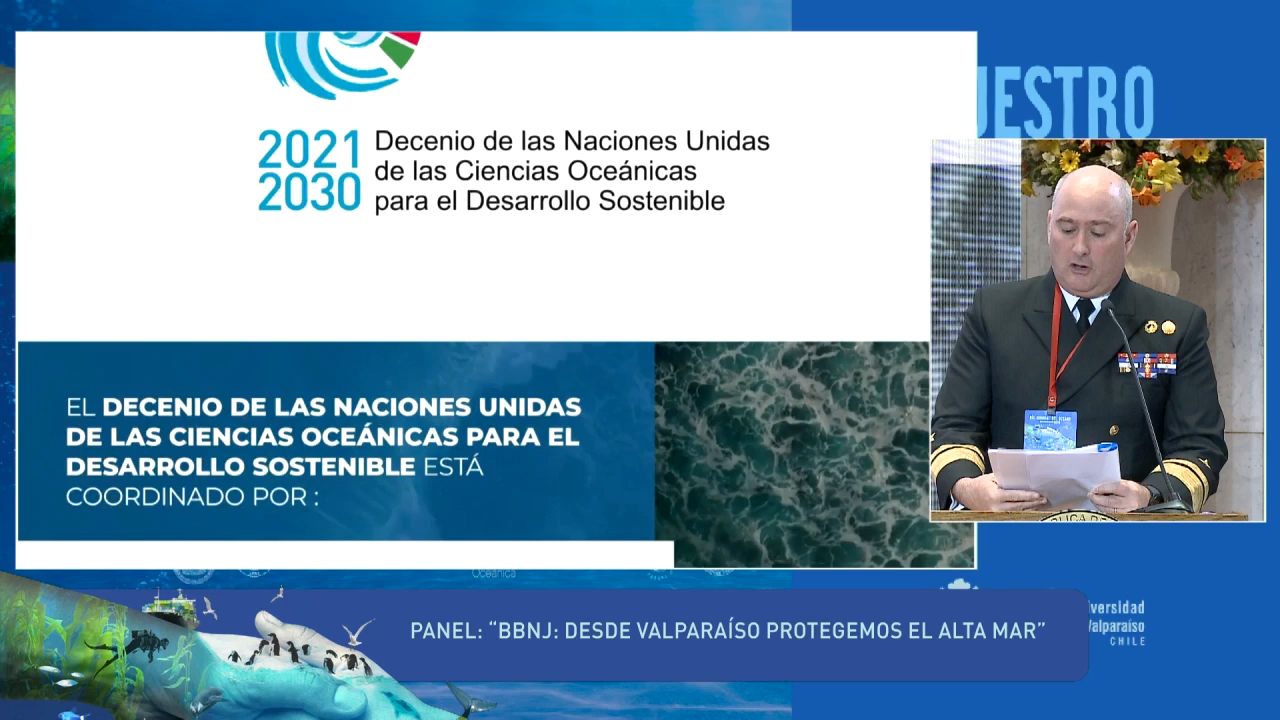 2021
2030
Decenio de las Naciones Unidas
de las Ciencias Oceánicas
para el Desarrollo Sostenible
EL DECENIO DE LAS NACIONES UNIDAS
DE LAS CIENCIAS OCEÁNICAS PARA EL
DESARROLLO SOSTENIBLE ESTÁ
COORDINADO POR :
UESTRO
Oceánica
PANEL: “BBNJ: DESDE VALPARAÍSO PROTEGEMOS EL ALTA MAR”
versidad
Valparaíso
CHILE